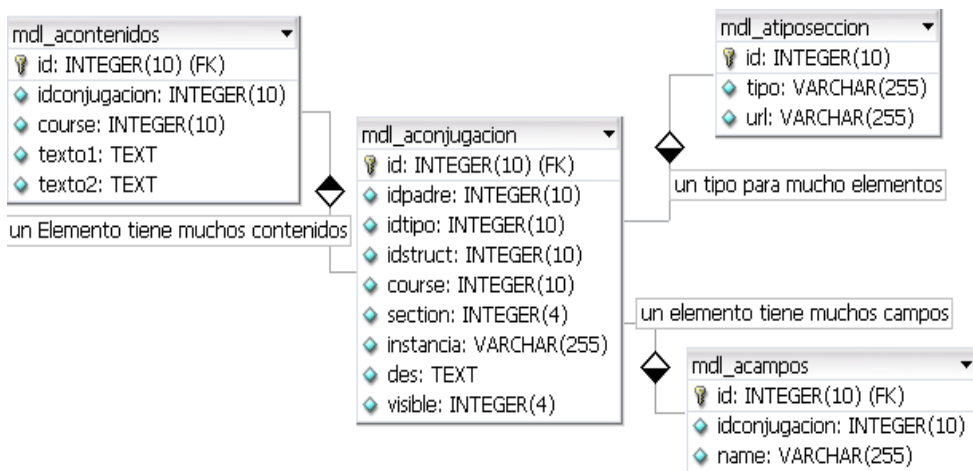 mdl_acontenidos
id: INTEGER(10) (FK)
idconjugacion: INTEGER(10)
course: INTEGER(10)
texto1: TEXT
texto2: TEXT
un Elemento tiene muchos contenidos
mdl_aconjugacion
id: INTEGER(10) (FK)
idpadre: INTEGER(10)
idtipo: INTEGER(10)
idstruct: INTEGER(10)
course: INTEGER(10)
section: INTEGER(4)
instancia: VARCHAR(255)
des: TEXT
visible: INTEGER(4)
mdl_atiposeccion
id: INTEGER(10)
tipo: VARCHAR(255)
url: VARCHAR(255)
un tipo para mucho elementos
un elemento tiene muchos campos
mdl_acampos
id: INTEGER(10) (FK)
idconjugacion: INTEGER(10)
name: VARCHAR(255)